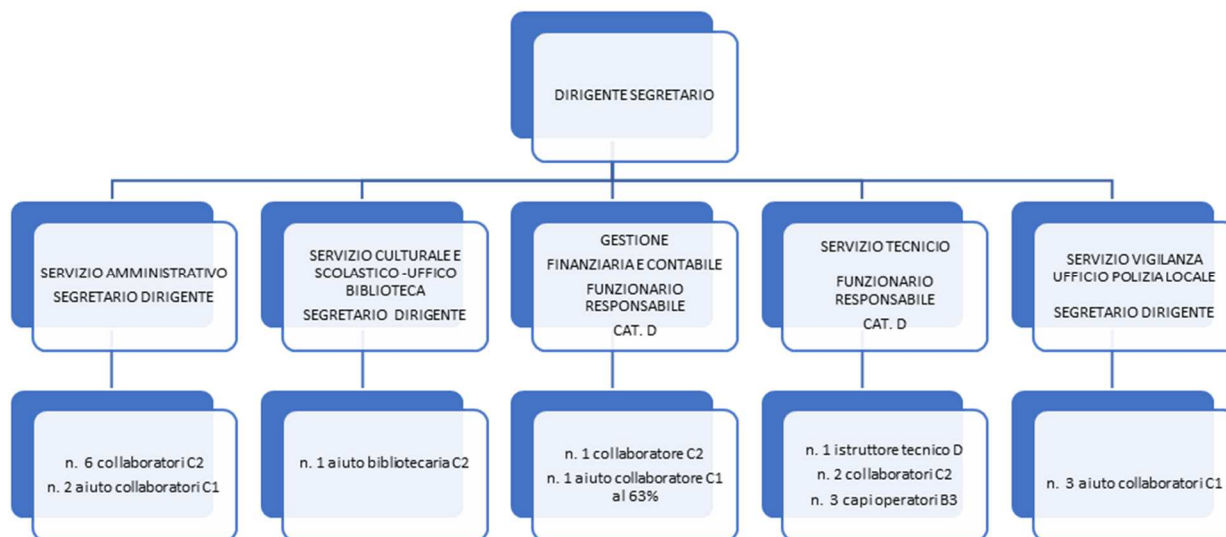 DIRIGENTE SEGRETARIO
SERVIZIO AMMINISTRATIVO
SEGRETARIO DIRIGENTE
SERVIZIO CULTURALE E
SCOLASTICO -UFFICO
BIBLIOTECA
SEGRETARIO DIRIGENTE
GESTIONE
FINANZIARIA E CONTABILE
FUNZIONARIO
RESPONSABILE
CAT. D
SERVIZIO TECNICIO
FUNZIONARIO
RESPONSABILE
CAT. D
SERVIZIO VIGILANZA
UFFICIO POLIZIA LOCALE
SEGRETARIO DIRIGENTE
n. 6 collaboratori C2
n. 2 aiuto collaboratori C1
n. 1 aiuto bibliotecaria C2
n. 1 collaboratore C2
n. 1 aiuto collaboratore C1
al 63%
n. 1 istruttore tecnico D
n. 2 collaboratori C2
n. 3 capi operatori B3
n. 3 aiuto collaboratori C1